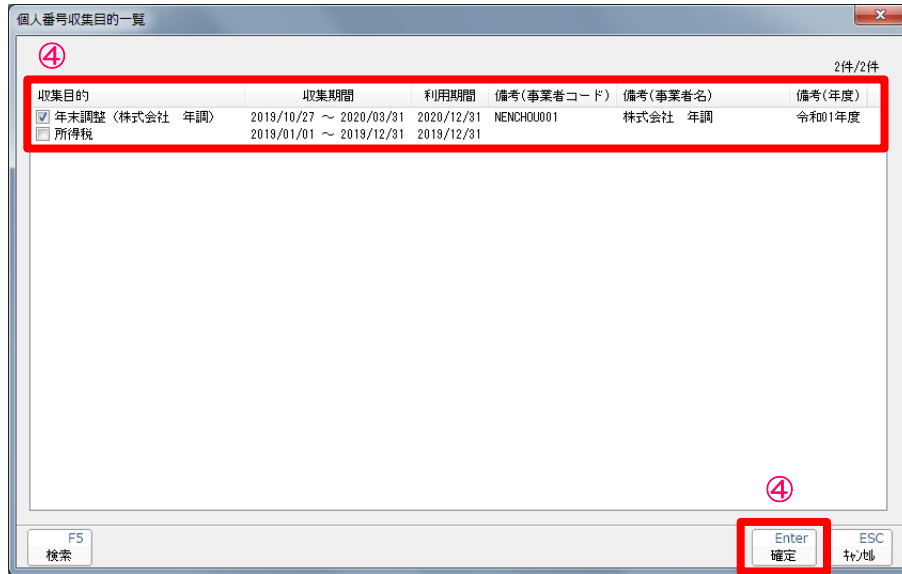 個人番号収集目的一覧
X
④
2件/2件
収集目的 収集期間 利用期間 備考(事業者コード) 備考(事業者名) 備考(年度)
年末調整（株式会社　年調） 2019/10/27 ～ 2020/03/31 2020/12/31 NENCHOU001 株式会社　年調 令和01年度
所得税 2019/01/01 ～ 2019/12/31 2019/12/31
④
F5 Enter ESC
検索 確定 ｷｬﾝｾﾙ